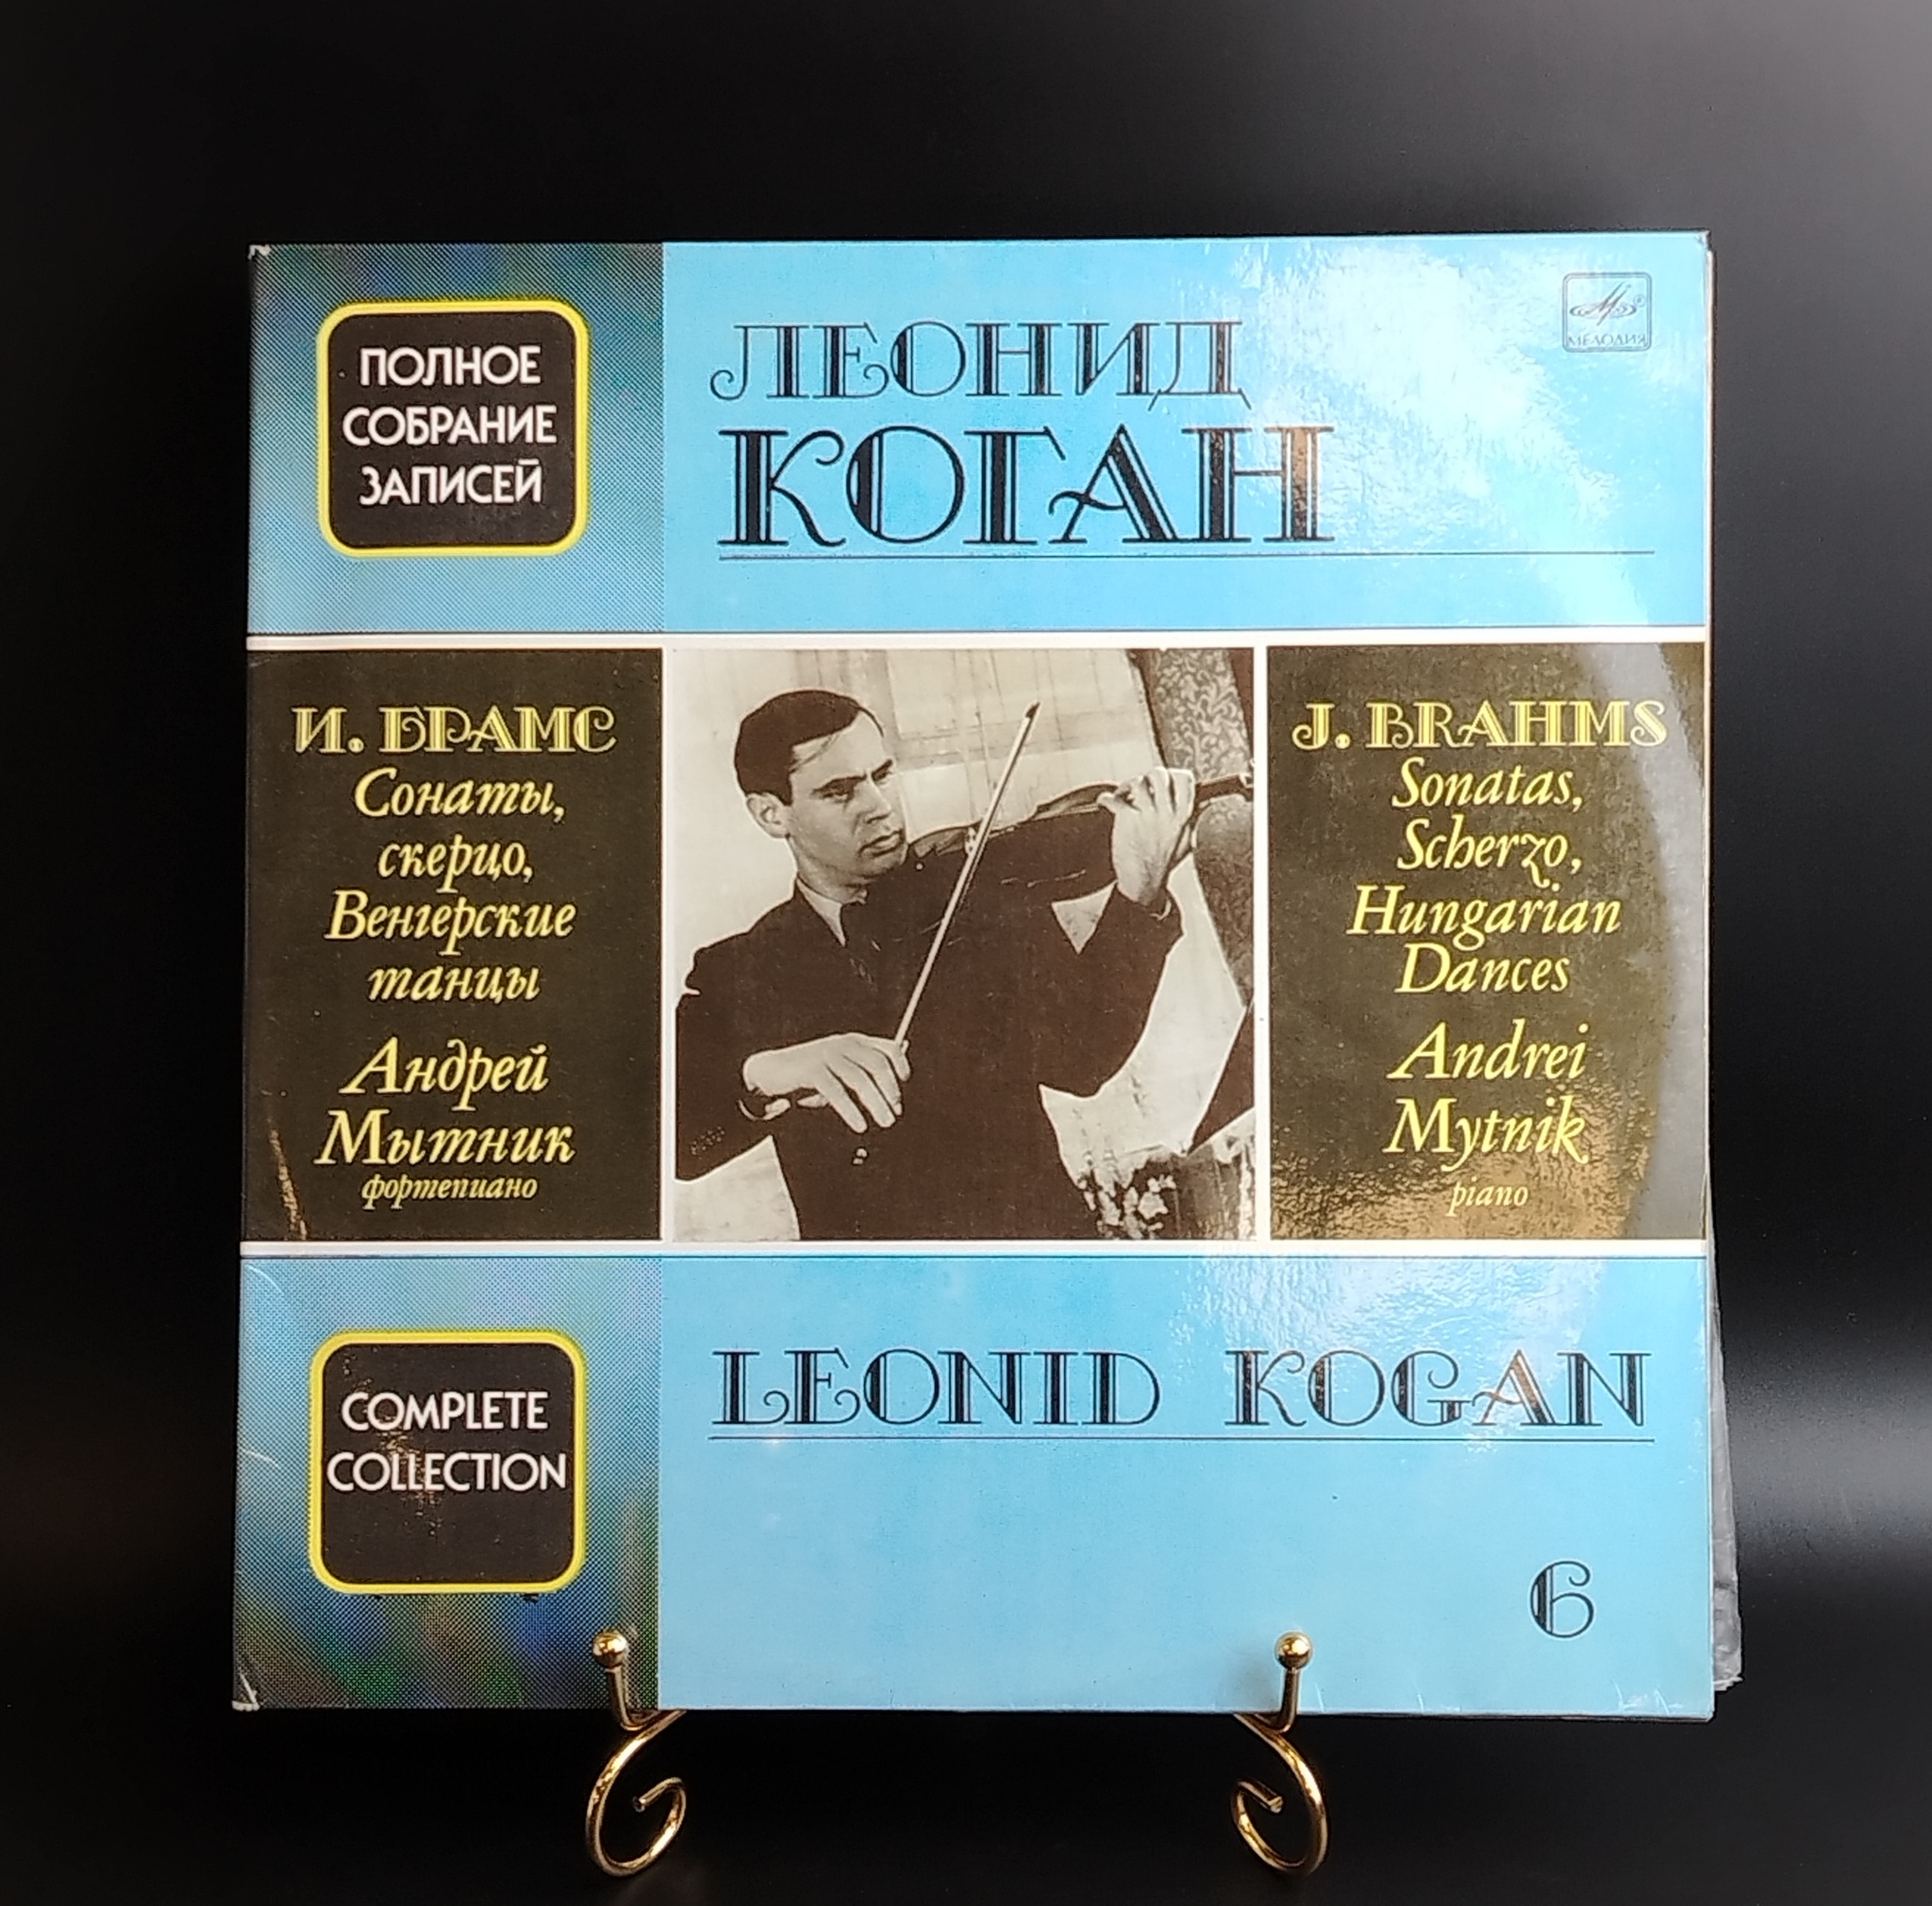 ПОЛНОЕ
СОБРАНИЕ
ЗАПИСЕЙ
ЛЕОНИД
КОГАН
МЕЛОДИЯ
И. БРАМС
Сонаты,
скерцо,
Венгерские
танцы
Андрей
Мытник
фортепиано
J. BRAHMS
Sonatas,
Scherzo,
Hungarian
Dances
Andrei
Mytnik
piano
COMPLETE
COLLECTION
LEONID KOGAN
6